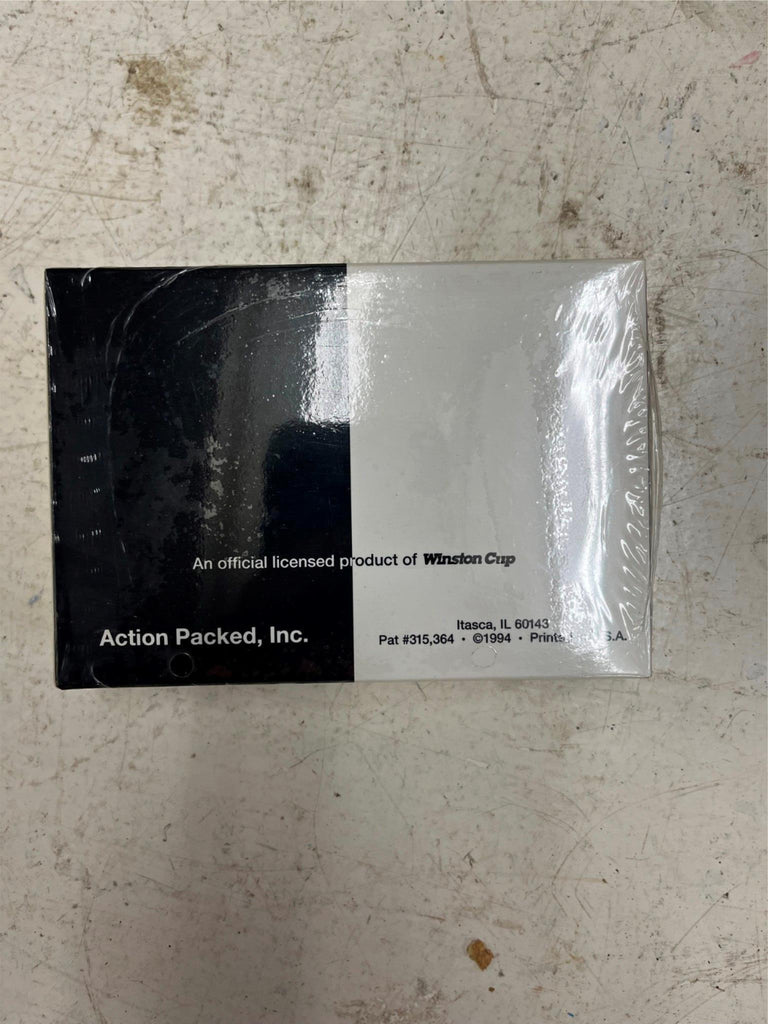 An official licensed product of Winston Cup
Action Packed, Inc.
Itasca, IL 60143
Pat #315,364 • ©1994 •